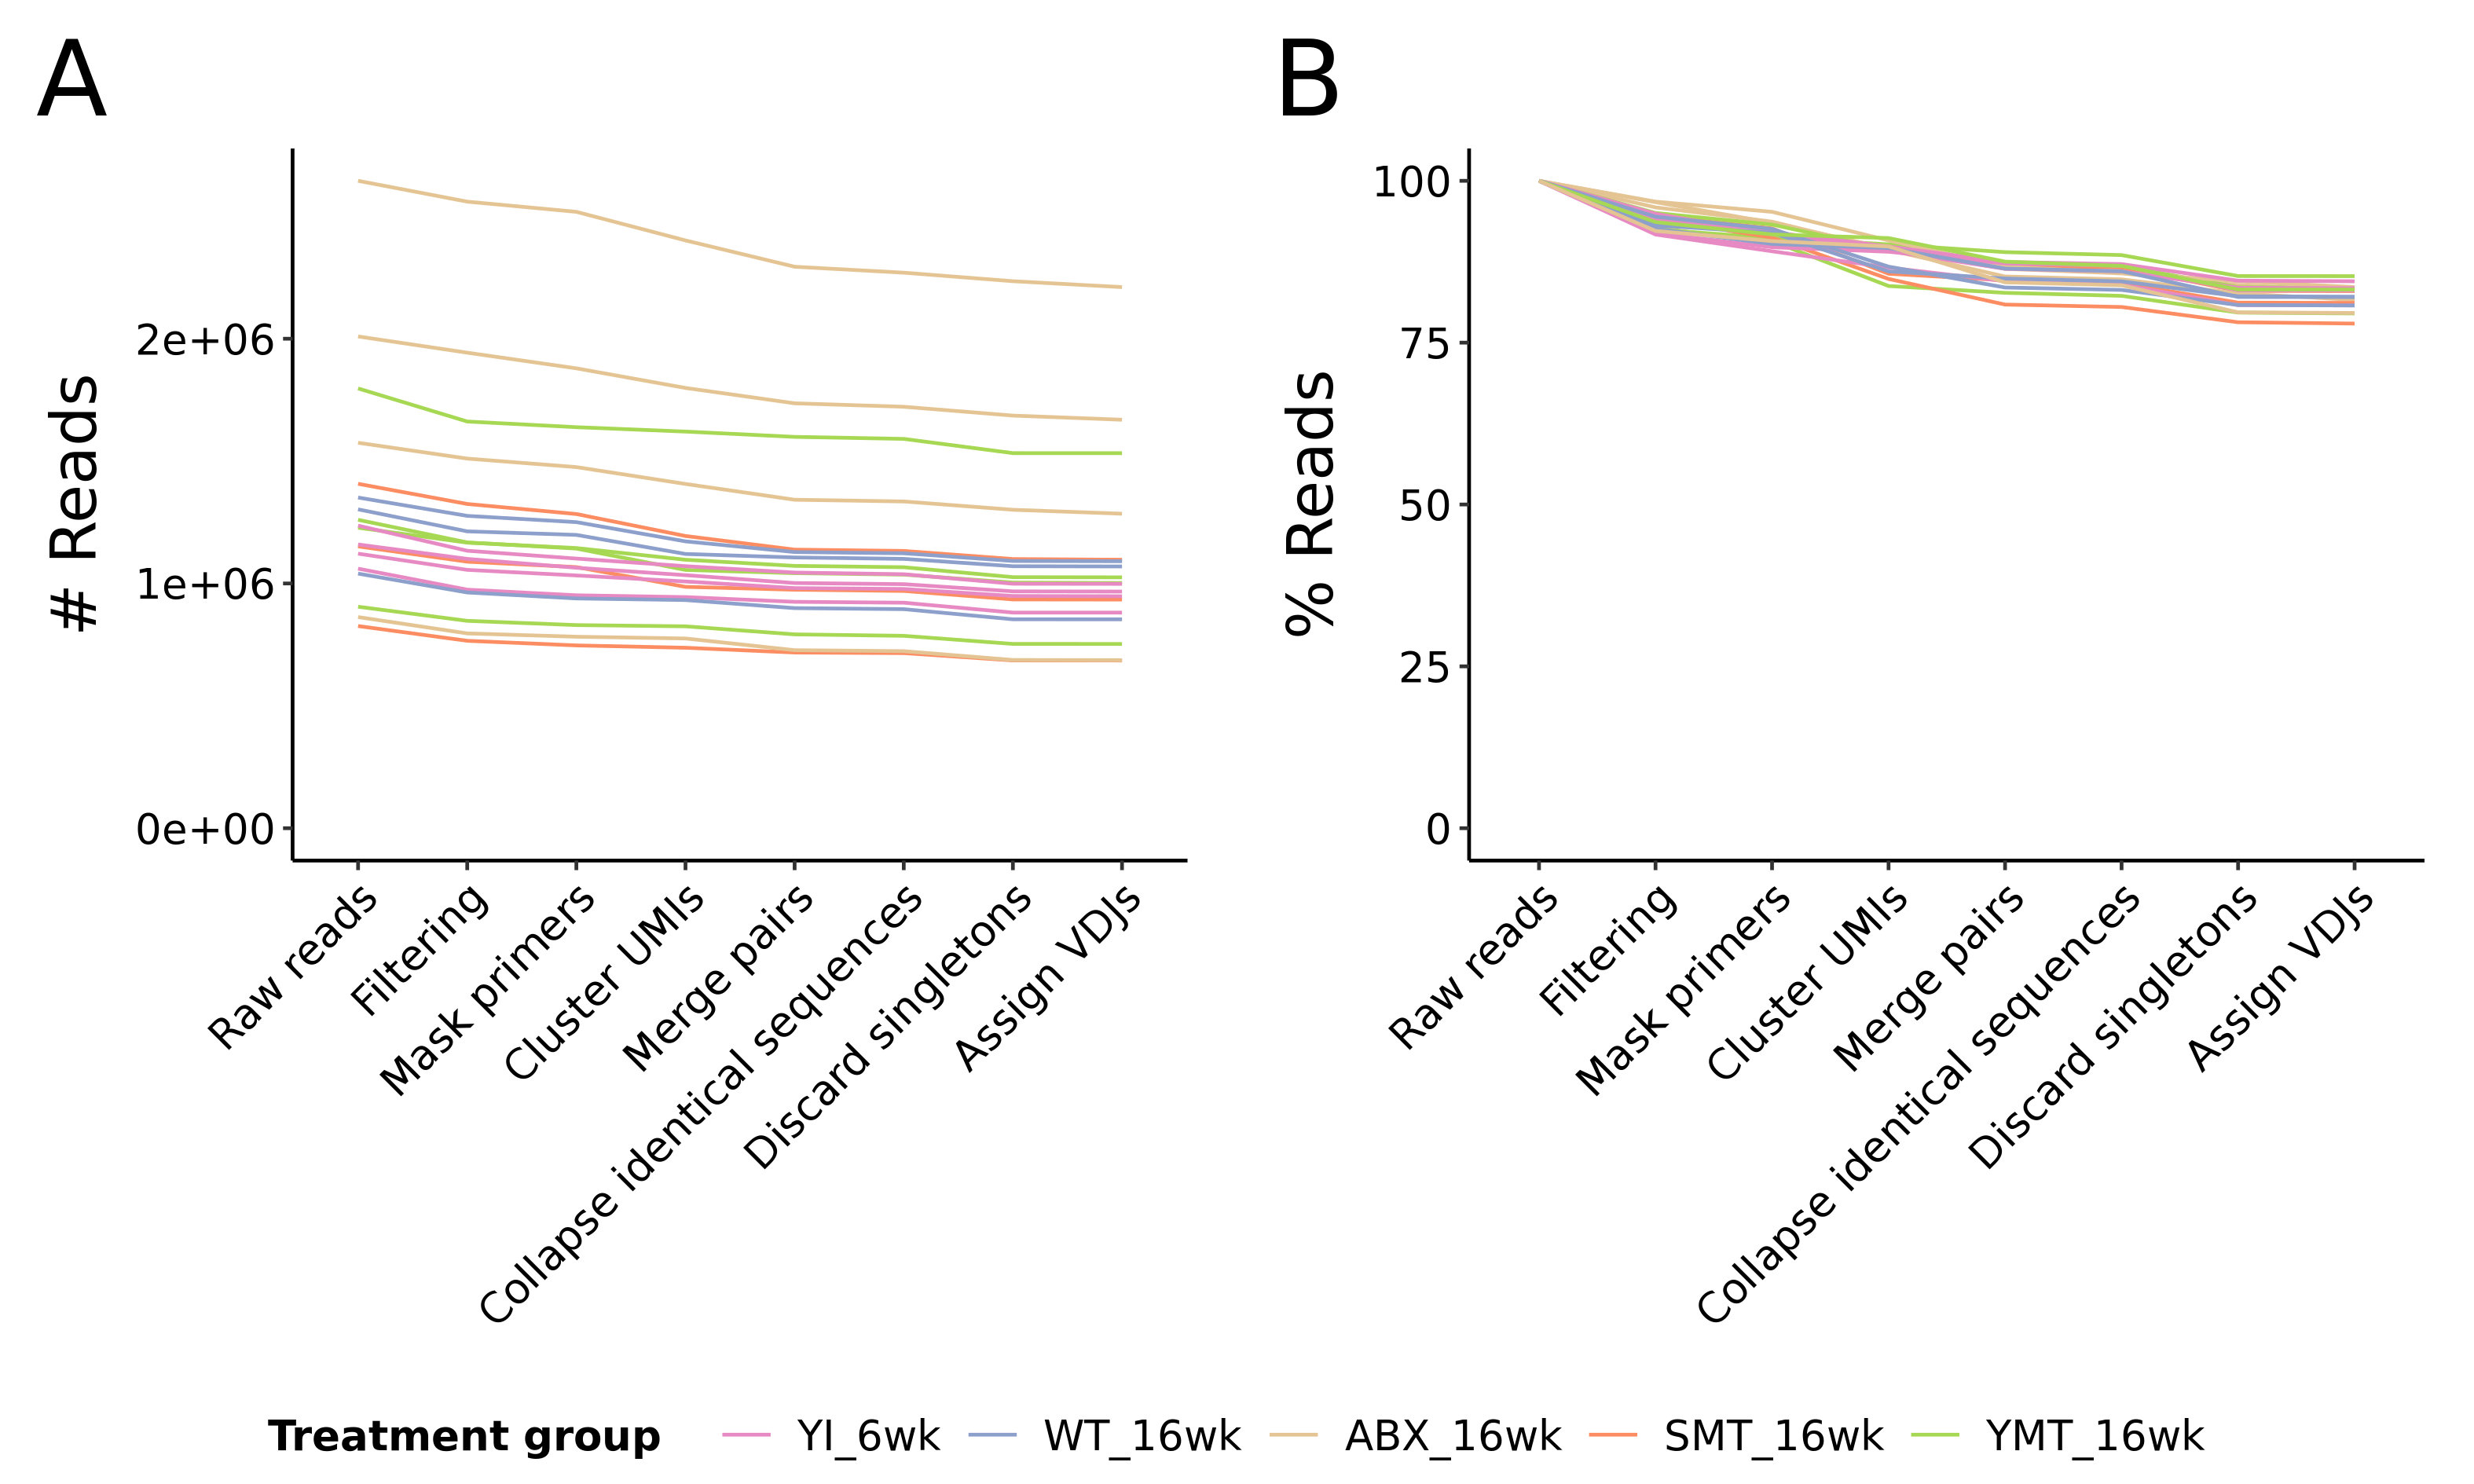 A
B
# Reads
2e+06
1e+06
0e+00
Raw reads
Filtering
Mask primers
Cluster UMIs
Merge pairs
Collapse identical sequences
Discard singletons
Assign VDJs
% Reads
100
75
50
25
0
Raw reads
Filtering
Mask primers
Cluster UMIs
Merge pairs
Collapse identical sequences
Discard singletons
Assign VDJs
Treatment group YI_6wk WT_16wk ABX_16wk SMT_16wk YMT_16wk